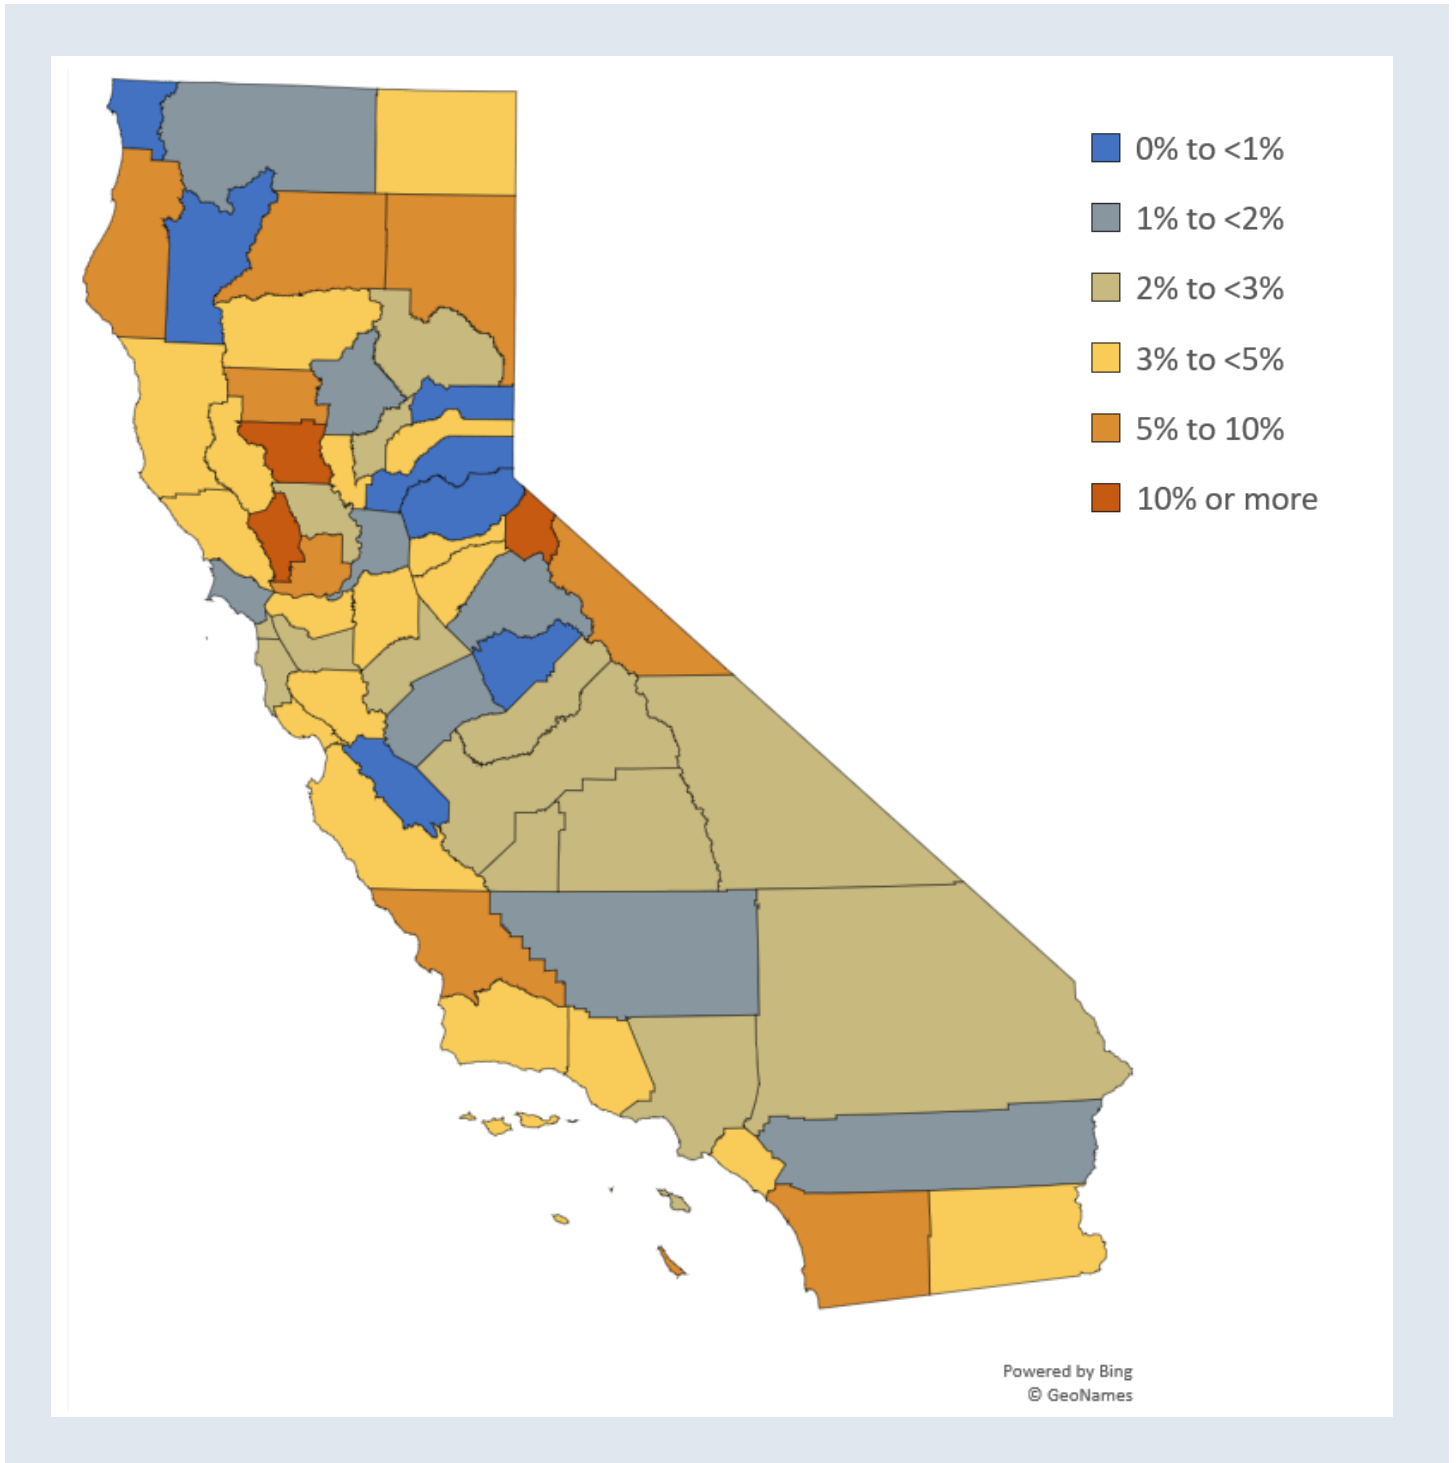 0% to <1%
1% to <2%
2% to <3%
3% to <5%
5% to 10%
10% or more
Powered by Bing
© GeoNames